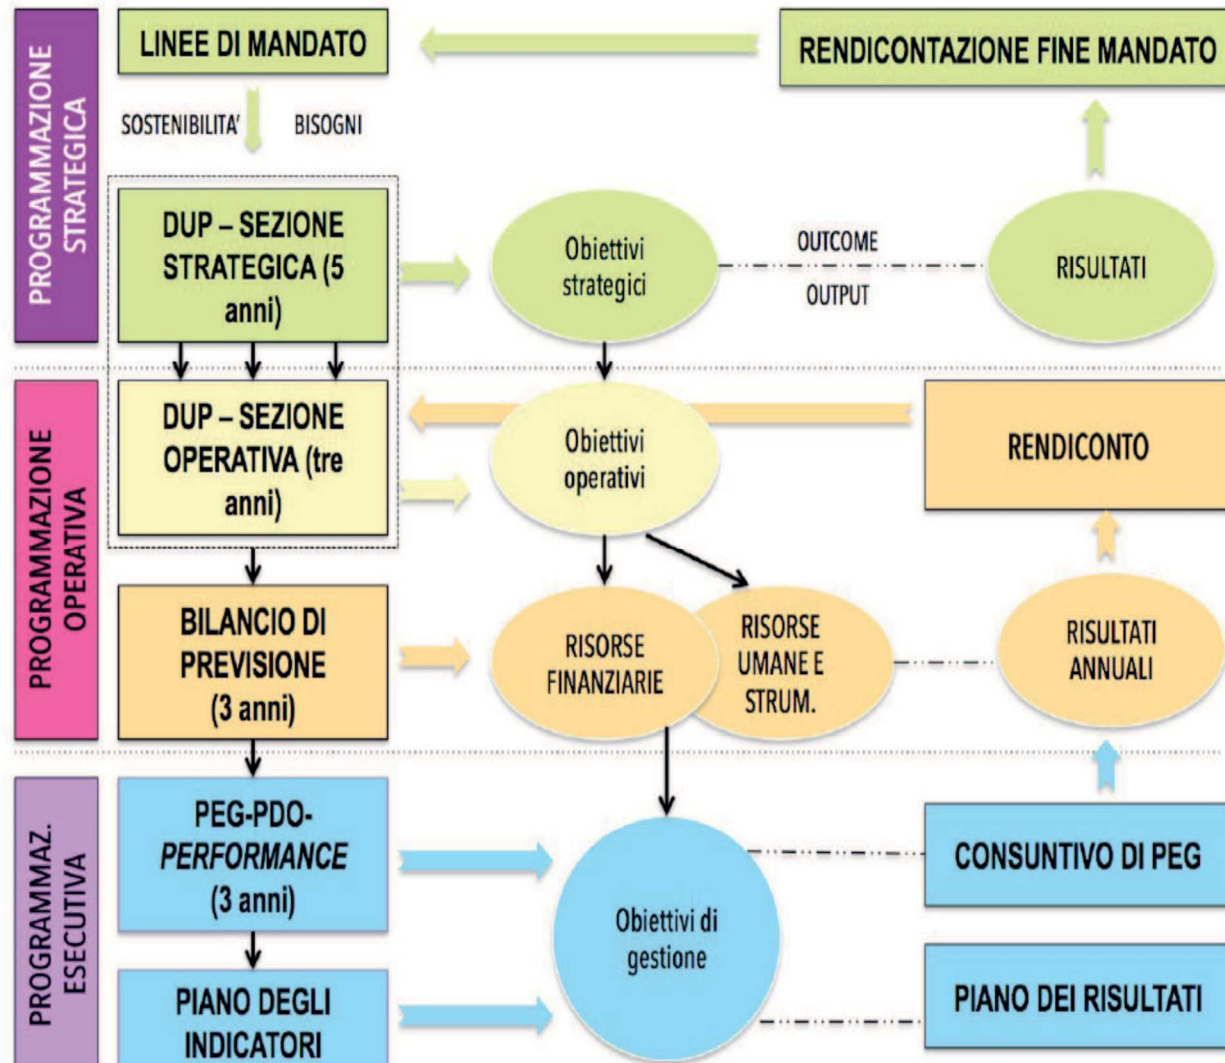 PROGRAMMAZIONE
STRATEGICA
LINEE DI MANDATO
RENDICONTAZIONE FINE MANDATO
SOSTENIBILITA'
BISOGNI
DUP – SEZIONE
STRATEGICA (5
anni)
Obiettivi
strategici
OUTCOME
OUTPUT
RISULTATI
PROGRAMMAZIONE
OPERATIVA
DUP – SEZIONE
OPERATIVA (tre
anni)
Obiettivi
operativi
RENDICONTO
BILANCIO DI
PREVISIONE
(3 anni)
RISORSE
FINANZIARIE
RISORSE
UMANE E
STRUM.
RISULTATI
ANNUALI
PROGRAMMAZ.
ESECUTIVA
PEG-PDO-
PERFORMANCE
(3 anni)
Obiettivi di
gestione
CONSUNTIVO DI PEG
PIANO DEGLI
INDICATORI
PIANO DEI RISULTATI